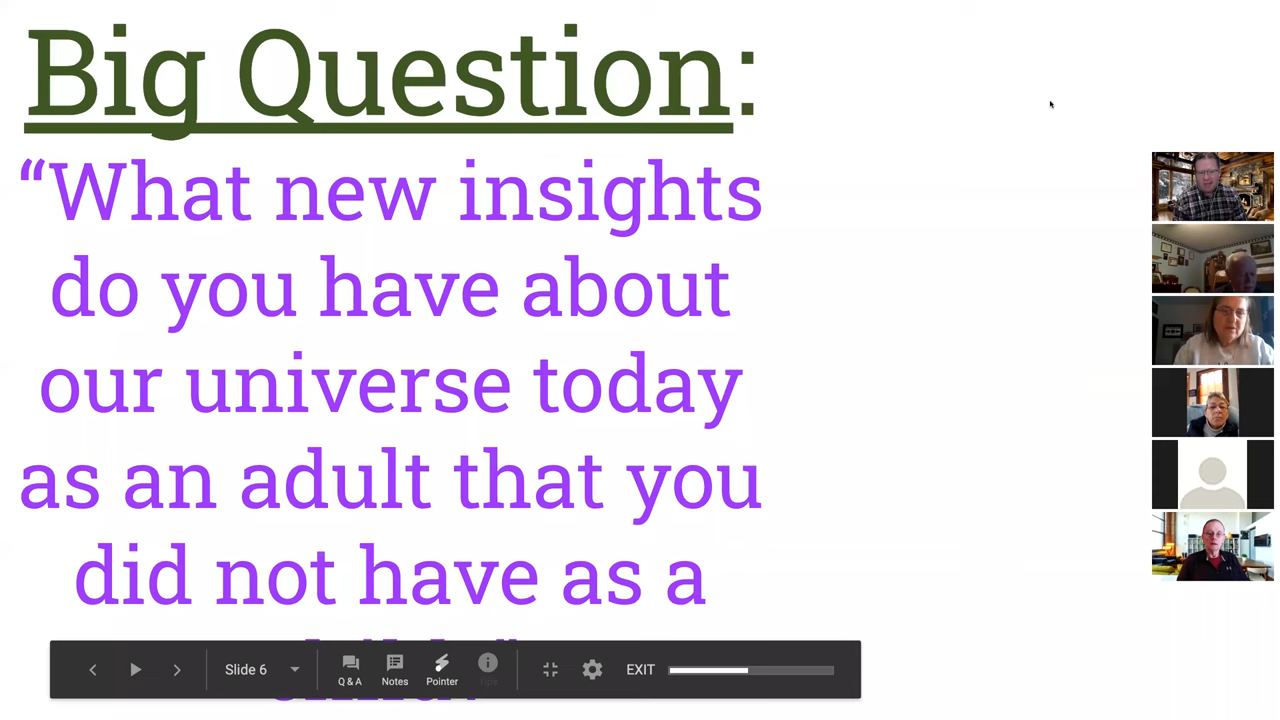 Big Question:
“What new insights
do you have about
our universe today
as an adult that you
did not have as a
Slide 6
Q & A
Notes
Pointer
EXIT